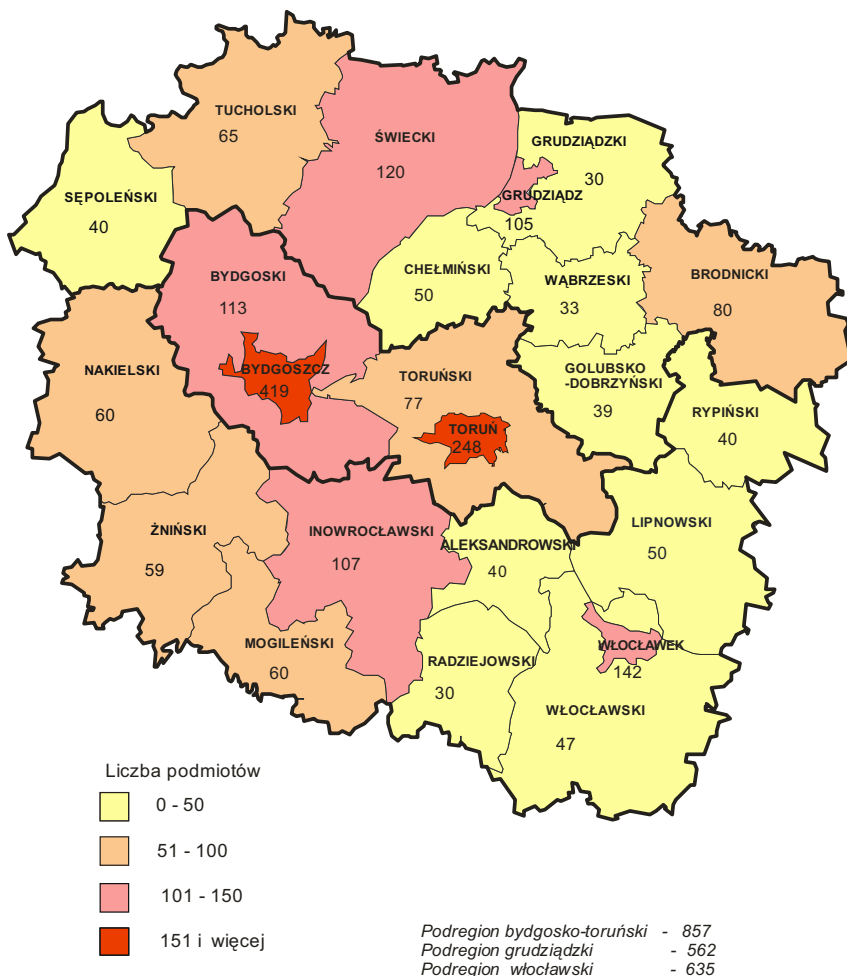 TUCHOLSKI
65
ŚWIECKI
120
GRUDZIĄDZKI
30
GRUDZIĄDZ
105
SĘPOLEŃSKI
40
BYDGOSKI
113
CHEŁMIŃSKI
50
WĄBRZESKI
33
BRODNICKI
80
NAKIELSKI
60
BYDGOSZCZ
419
TORUŃSKI
77
GOLUBSKO
-DOBRZYŃSKI
39
RYPIŃSKI
40
TORUŃ
248
ŻNIŃSKI
59
INOWROCŁAWSKI
107
ALEKSANDROWSKI
40
LIPNOWSKI
50
MOGILEŃSKI
60
RADZIEJOWSKI
30
WŁOCŁAWEK
142
WŁOCŁAWSKI
47
Liczba podmiotów
0 - 50
51 - 100
101 - 150
151 i więcej
Podregion bydgosko-toruński - 857
Podregion grudziądzki - 562
Podregion włocławski - 635